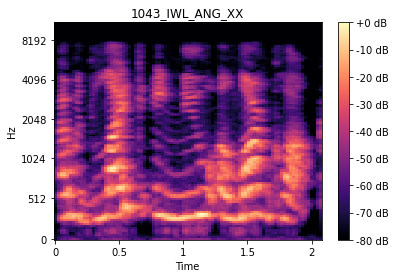 1043_IWL_ANG_XX
8192
4096
2048
1024
512
0
Hz
0
0.5
1
1.5
2
Time
+0 dB
-10 dB
-20 dB
-30 dB
-40 dB
-50 dB
-60 dB
-70 dB
-80 dB